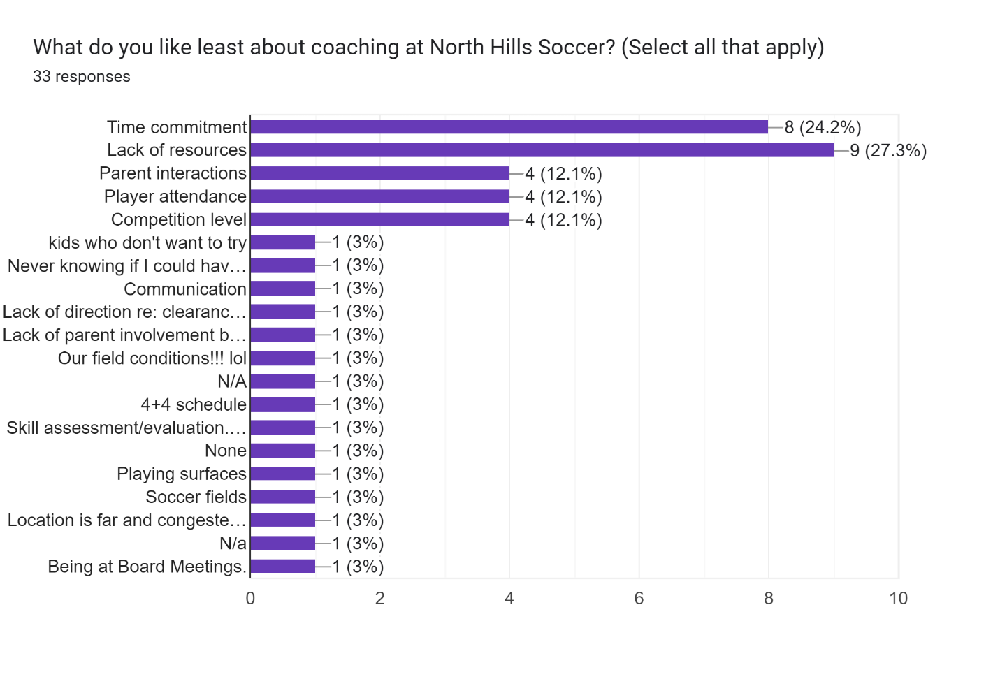 What do you like least about coaching at North Hills Soccer? (Select all that apply)
33 responses
Time commitment 8 (24.2%)
Lack of resources 9 (27.3%)
Parent interactions 4 (12.1%)
Player attendance 4 (12.1%)
Competition level 4 (12.1%)
kids who don't want to try 1 (3%)
Never knowing if I could hav… 1 (3%)
Communication 1 (3%)
Lack of direction re: clearanc… 1 (3%)
Lack of parent involvement b… 1 (3%)
Our field conditions!!! lol 1 (3%)
N/A 1 (3%)
4+4 schedule 1 (3%)
Skill assessment/evaluation.… 1 (3%)
None 1 (3%)
Playing surfaces 1 (3%)
Soccer fields 1 (3%)
Location is far and congeste… 1 (3%)
N/a 1 (3%)
Being at Board Meetings. 1 (3%)
0 2 4 6 8 10